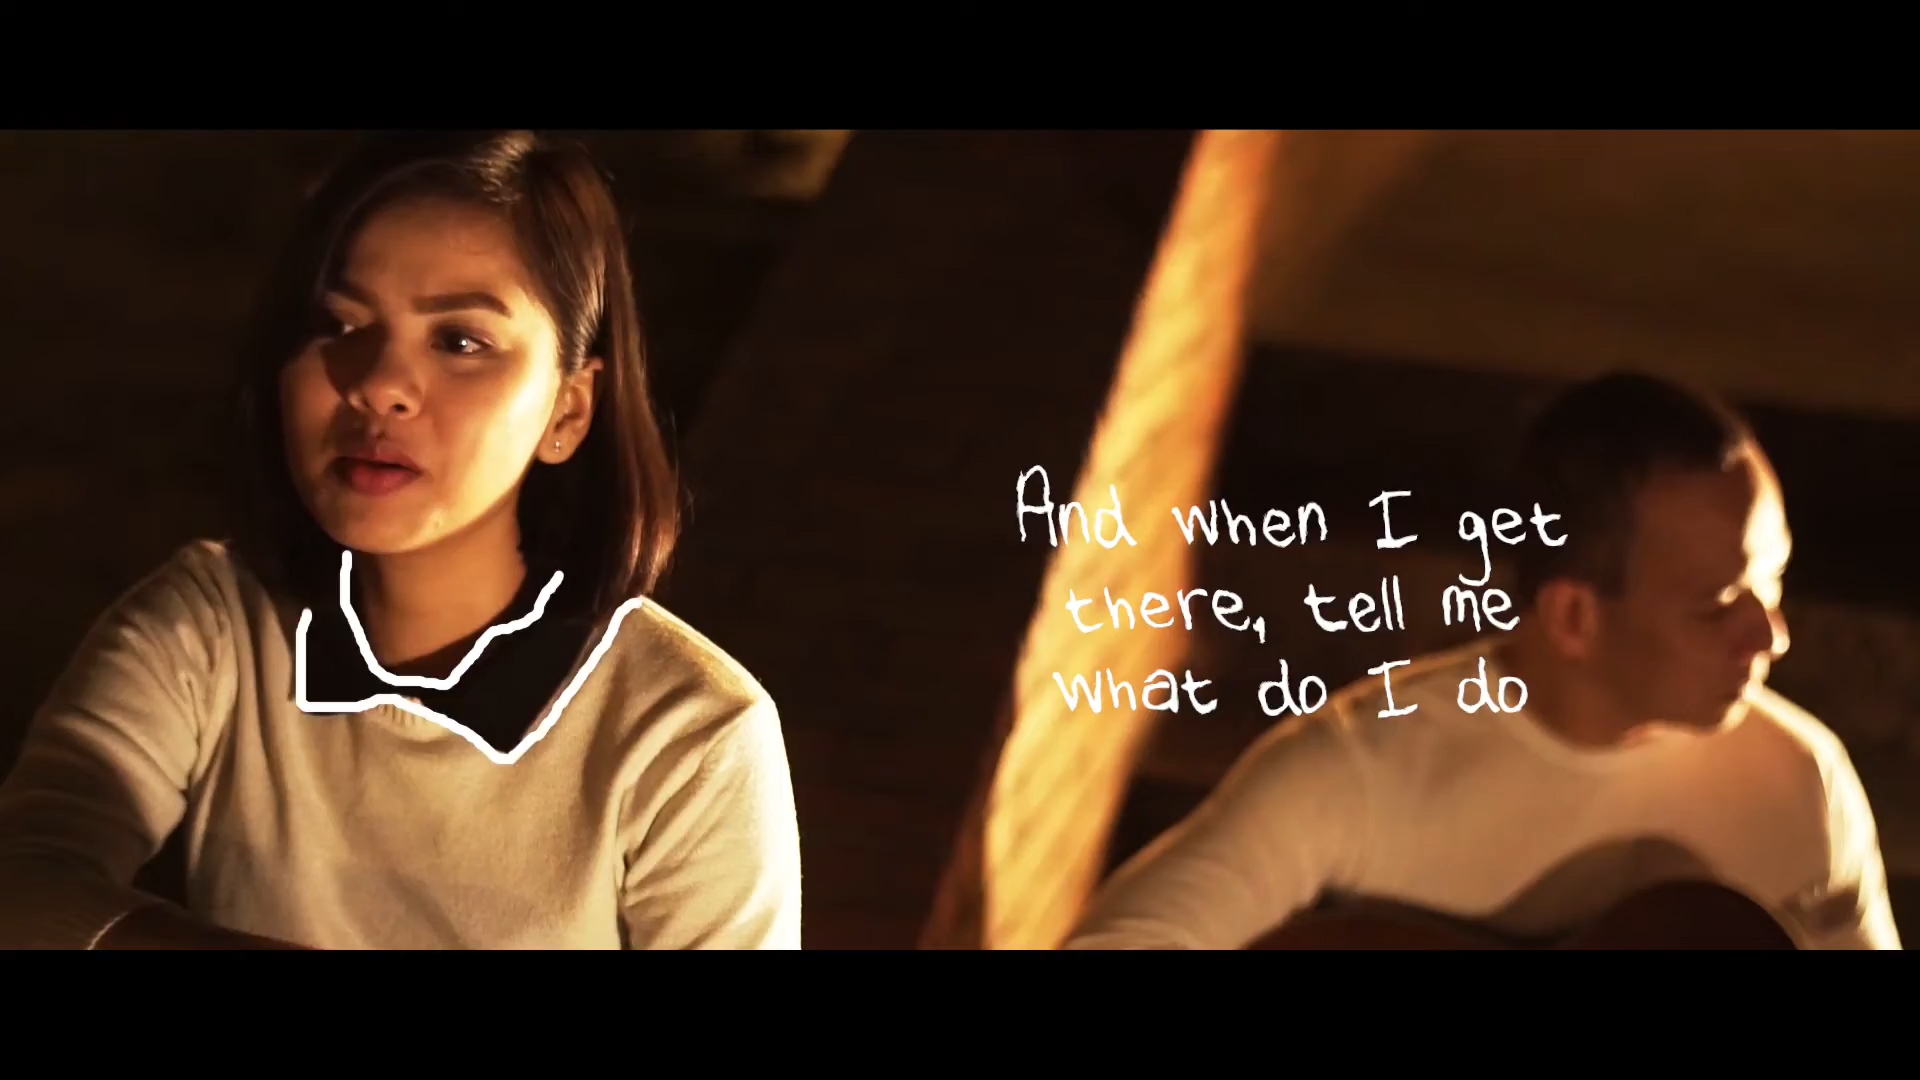 And when I get
there, tell me
what do I do